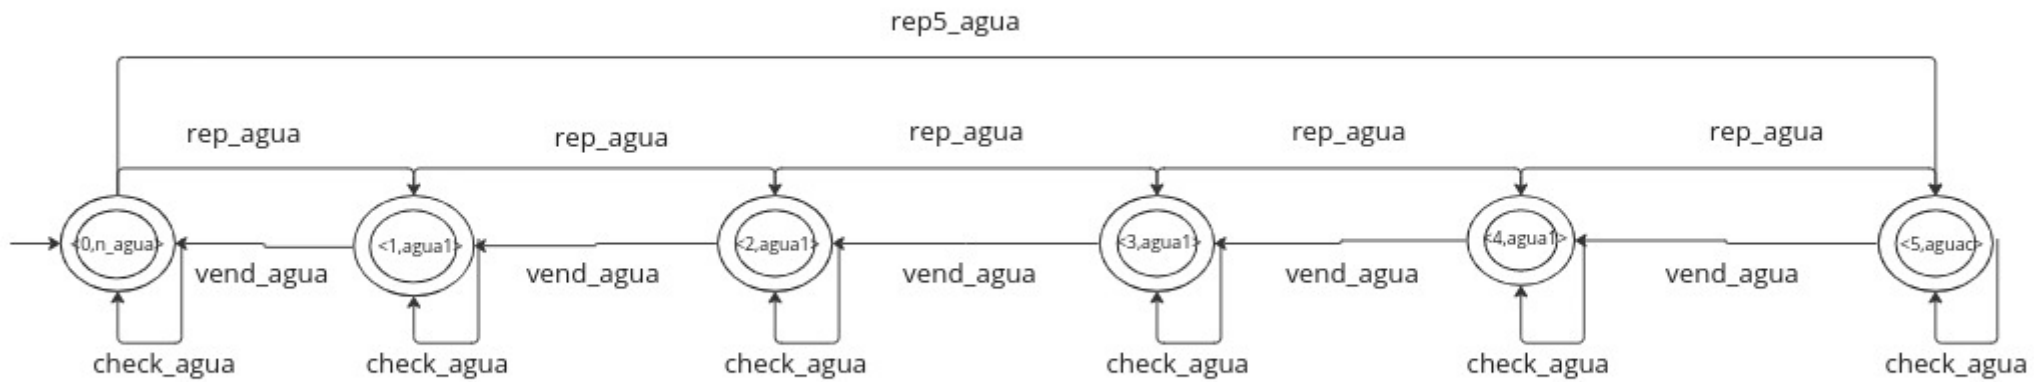 rep5_agua
rep_agua rep_agua rep_agua rep_agua rep_agua
<0,n_agua> <1,agua1> <2,agua1> <3,agua1> <4,agua1> <5,aguac>
vend_agua vend_agua vend_agua vend_agua vend_agua
check_agua check_agua check_agua check_agua check_agua check_agua